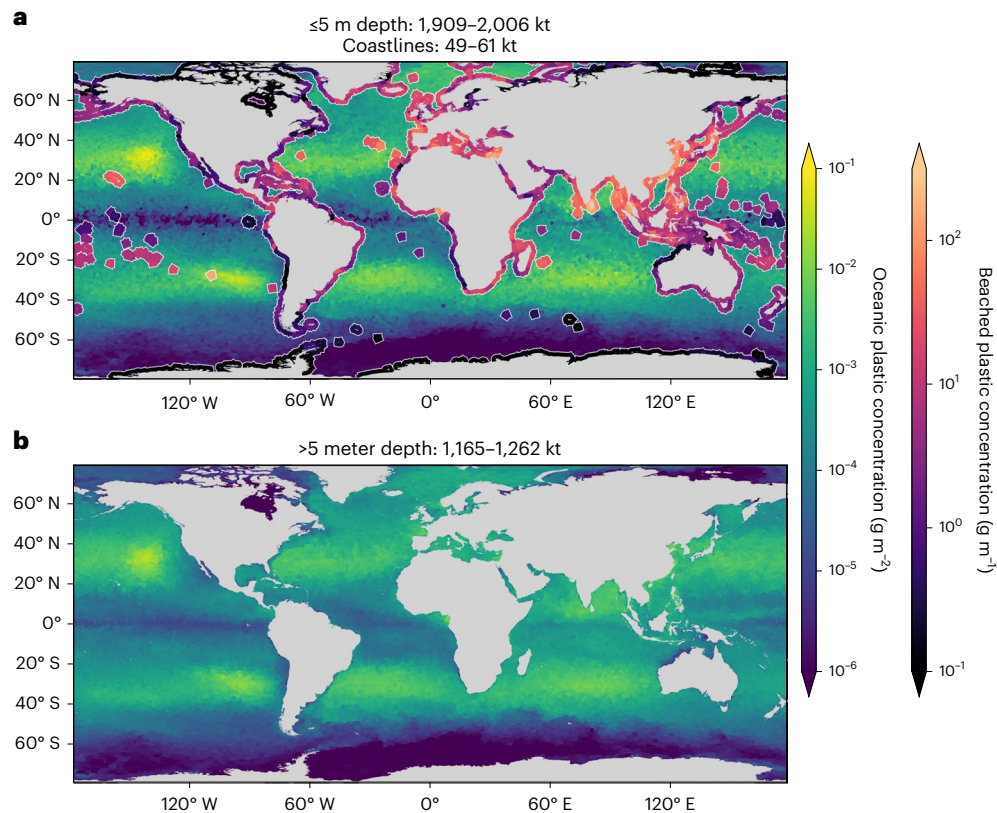 a
≤5 m depth: 1,909–2,006 kt
Coastlines: 49–61 kt
60° N
40° N
20° N
0°
20° S
40° S
60° S
120° W
60° W
0°
60° E
120° E
b
>5 meter depth: 1,165–1,262 kt
60° N
40° N
20° N
0°
20° S
40° S
60° S
120° W
60° W
0°
60° E
120° E
10⁻¹
10⁻²
10⁻³
10⁻⁴
10⁻⁵
10⁻⁶
Oceanic plastic concentration (g m⁻²)
10²
10¹
10⁰
10⁻¹
Beached plastic concentration (g m⁻¹)